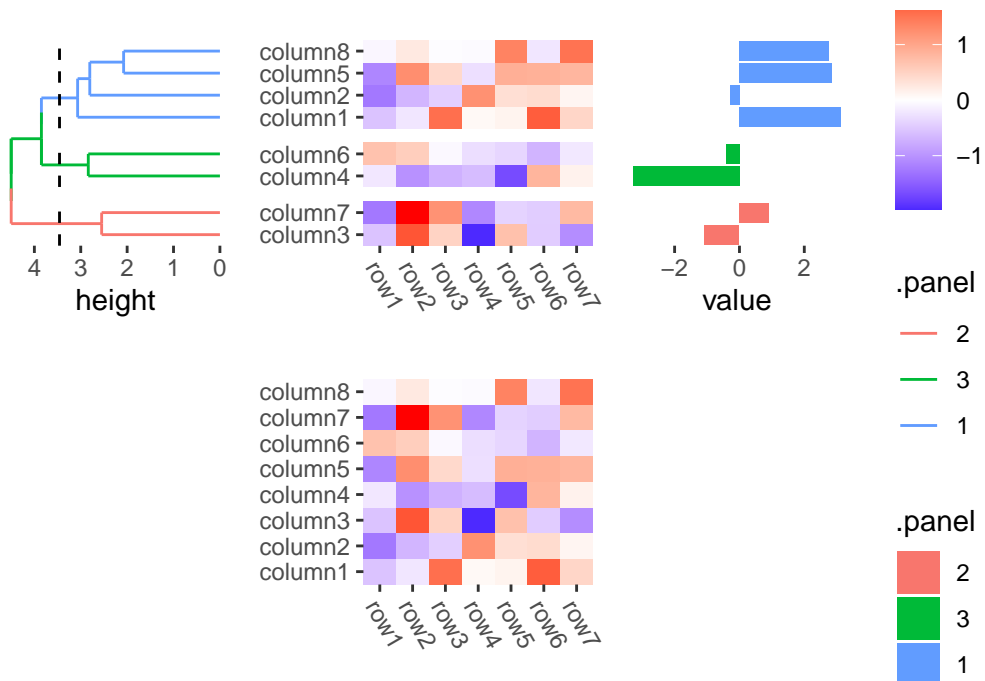 column8
column5
column2
column1
column6
column4
column7
column3
4 3 2 1 0
height
row1 row2 row3 row4 row5 row6 row7
−2 0 2
value
1
0
−1
.panel
2
3
1
column8
column7
column6
column5
column4
column3
column2
column1
row1 row2 row3 row4 row5 row6 row7
.panel
2
3
1